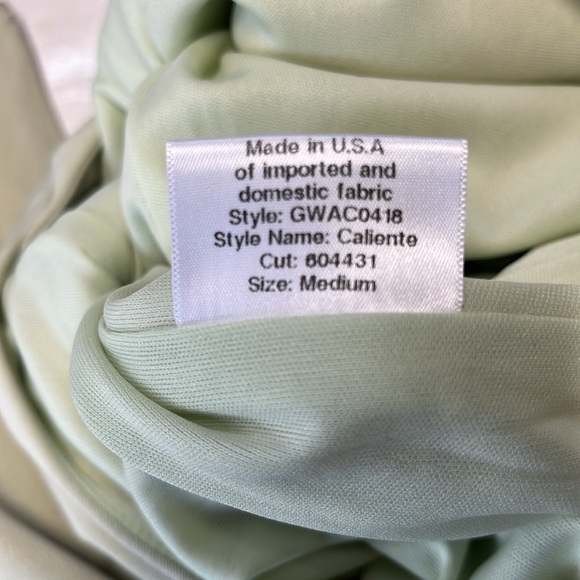 Made in U.S.A
of imported and
domestic fabric
Style: GWAC0418
Style Name: Caliente
Cut: 604431
Size: Medium